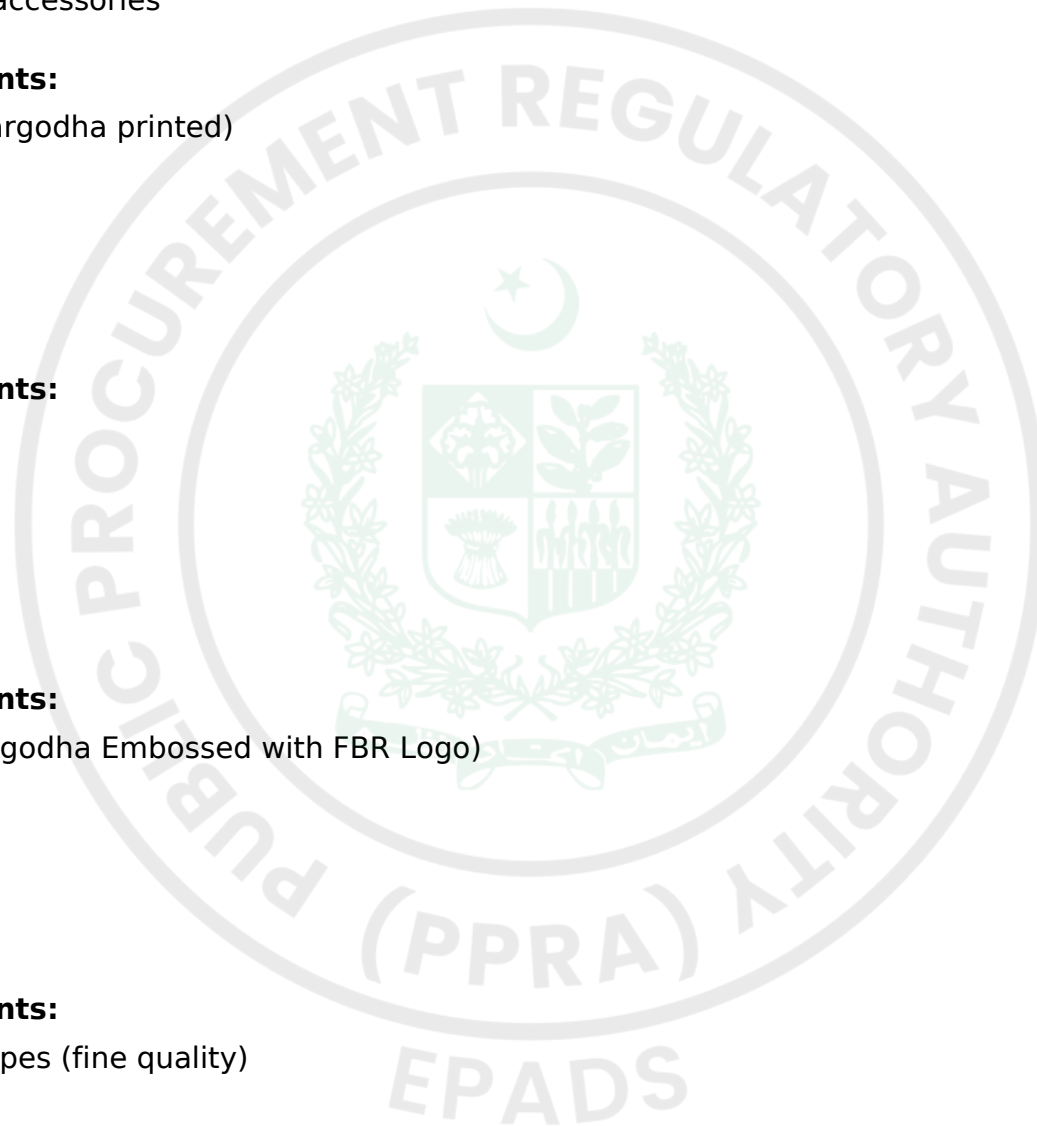 accessories
nts:
argodha printed)
nts:
nts:
godha Embossed with FBR Logo)
nts:
pes (fine quality)
PUBLIC PROCUREMENT REGULATORY AUTHORITY
(PPRA)
EPADS